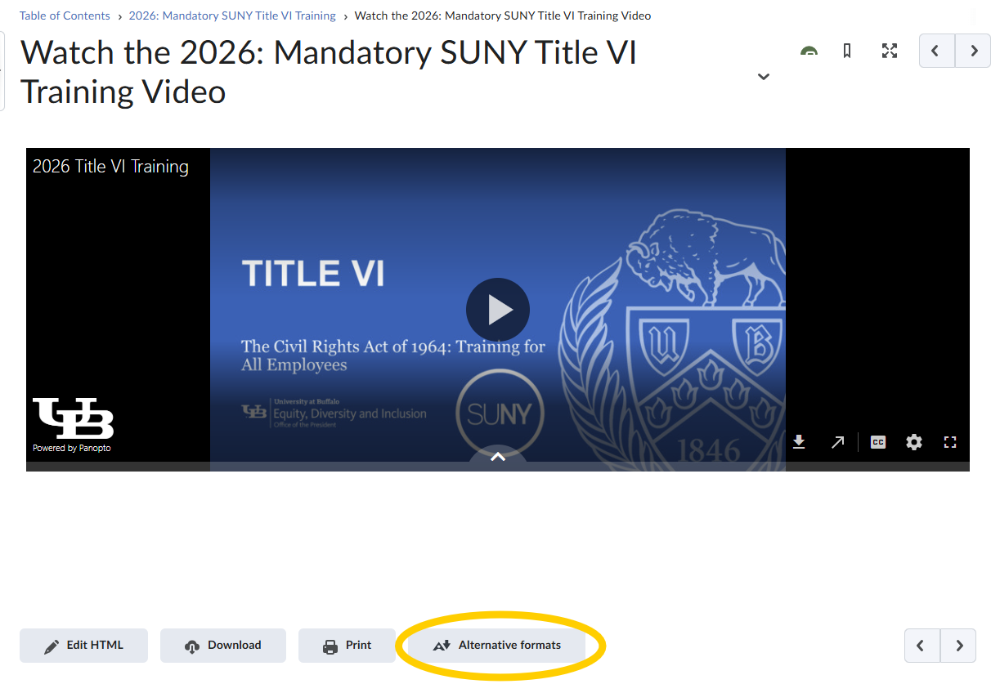 Table of Contents › 2026: Mandatory SUNY Title VI Training › Watch the 2026: Mandatory SUNY Title VI Training Video
Watch the 2026: Mandatory SUNY Title VI
Training Video
2026 Title VI Training
TITLE VI
The Civil Rights Act of 1964: Training for
All Employees
UB
University at Buffalo
Equity, Diversity and Inclusion
Office of the President
SUNY
UB
Powered by Panopto
U B
1846
CC
Edit HTML
Download
Print
Alternative formats